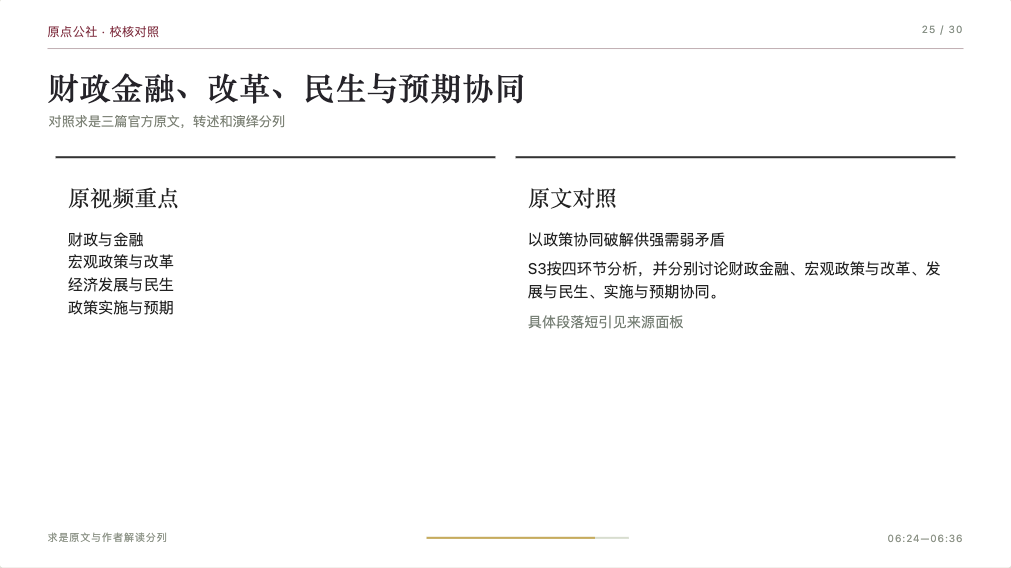 原点公社 · 校核对照
25 / 30
财政金融、改革、民生与预期协同
对照求是三篇官方原文，转述和演绎分列
原视频重点
财政与金融
宏观政策与改革
经济发展与民生
政策实施与预期
原文对照
以政策协同破解供强需弱矛盾
S3按四环节分析，并分别讨论财政金融、宏观政策与改革、发
展与民生、实施与预期协同。
具体段落短引见来源面板
求是原文与作者解读分列
06:24—06:36